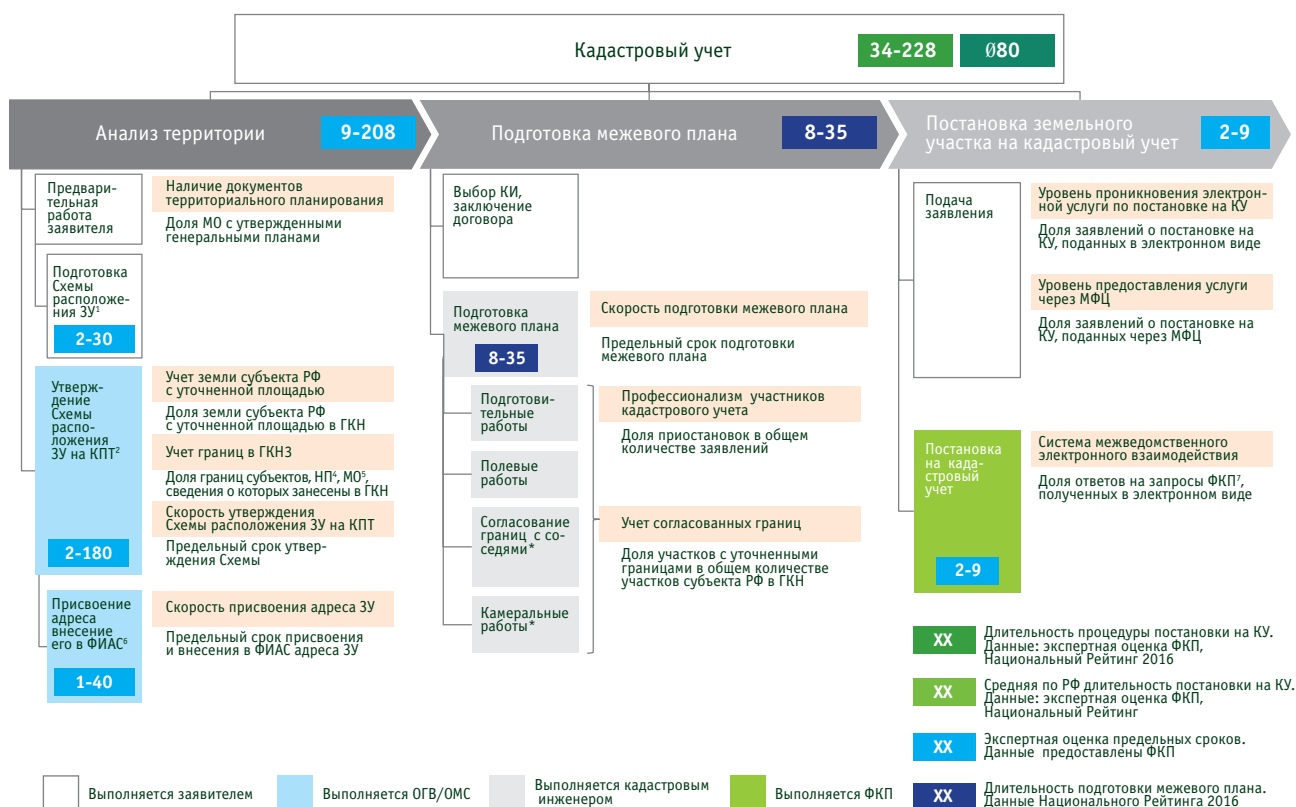 Кадастровый учет
34-228
Ø80
Анализ территории
9-208
Подготовка межевого плана
8-35
Постановка земельного
участка на кадастровый учет
2-9
Предвари-
тельная
работа
заявителя
Наличие документов
территориального планирования
Доля МО с утвержденными
генеральными планами
Подготовка
Схемы
расположе-
ния ЗУ¹
2-30
Утверж-
дение
Схемы
распо-
ложения
ЗУ на КПТ²
2-180
Учет земли субъекта РФ
с уточненной площадью
Доля земли субъекта РФ
с уточненной площадью в ГКН
Учет границ в ГКН3
Доля границ субъектов, НП⁴, МО⁵,
сведения о которых занесены в ГКН
Скорость утверждения
Схемы расположения ЗУ на КПТ
Предельный срок утвер-
ждения Схемы
Присвоение
адреса
внесение
его в ФИАС⁶
1-40
Скорость присвоения адреса ЗУ
Предельный срок присвоения
и внесения в ФИАС адреса ЗУ
Выбор КИ,
заключение
договора
Подготовка
межевого плана
8-35
Скорость подготовки межевого плана
Предельный срок подготовки
межевого плана
Подготови-
тельные
работы
Полевые
работы
Согласование
границ с со-
седями*
Камеральные
работы*
Профессионализм участников
кадастрового учета
Доля приостановок в общем
количестве заявлений
Учет согласованных границ
Доля участков с уточненными
границами в общем количестве
участков субъекта РФ в ГКН
Подача
заявления
Уровень проникновения электрон-
ной услуги по постановке на КУ
Доля заявлений о постановке на
КУ, поданных в электронном виде
Уровень предоставления услуги
через МФЦ
Доля заявлений о постановке на
КУ, поданных через МФЦ
Постановка
на када-
стровый
учет
2-9
Система межведомственного
электронного взаимодействия
Доля ответов на запросы ФКП⁷,
полученных в электронном виде
XX
Длительность процедуры постановки на КУ.
Данные: экспертная оценка ФКП,
Национальный Рейтинг 2016
XX
Средняя по РФ длительность постановки на КУ.
Данные: экспертная оценка ФКП,
Национальный Рейтинг
XX
Экспертная оценка предельных сроков.
Данные предоставлены ФКП
XX
Длительность подготовки межевого плана.
Данные Национального Рейтинга 2016
Выполняется заявителем
Выполняется ОГВ/ОМС
Выполняется кадастровым
инженером
Выполняется ФКП